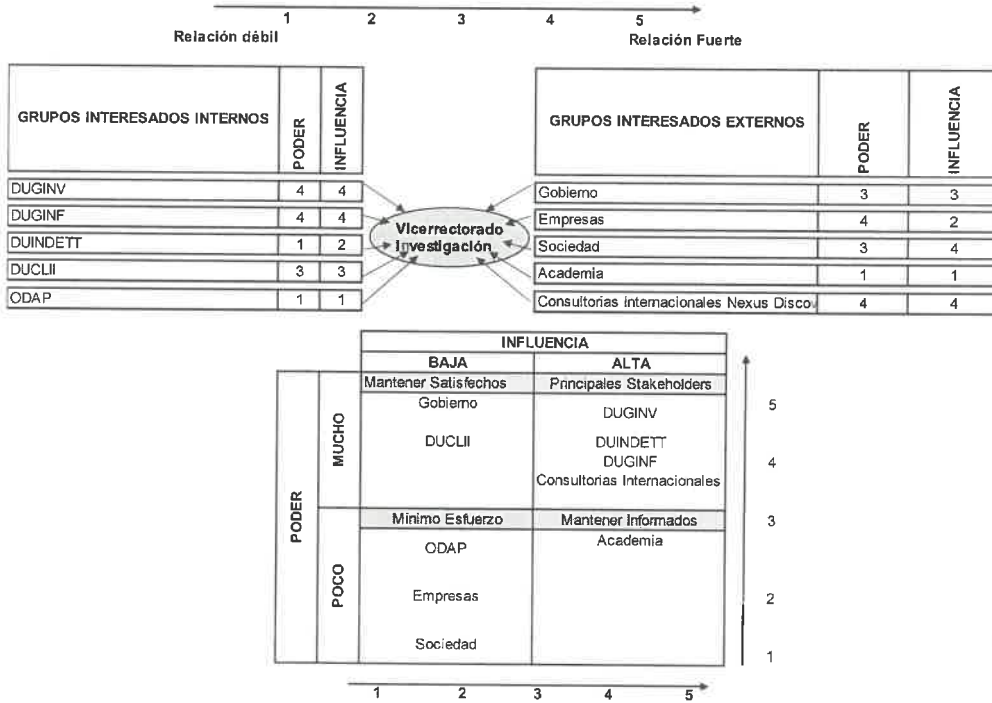 1 2 3 4 5
Relación débil Relación Fuerte
GRUPOS INTERESADOS INTERNOS PODER INFLUENCIA
DUGINV 4 4
DUGINF 4 4
DUINDETT 1 2
DUCLII 3 3
ODAP 1 1
Vicerrectorado
Investigación
GRUPOS INTERESADOS EXTERNOS PODER INFLUENCIA
Gobierno 3 3
Empresas 4 2
Sociedad 3 4
Academia 1 1
Consultorias internacionales Nexus Discov 4 4
INFLUENCIA
BAJA ALTA
PODER
MUCHO
Mantener Satisfechos Principales Stakeholders
Gobierno DUGINV
DUCLII DUINDETT
DUGINF
Consultorias Internacionales
POCO
Minimo Esfuerzo Mantener Informados
ODAP Academia
Empresas
Sociedad
5
4
3
2
1
1 2 3 4 5